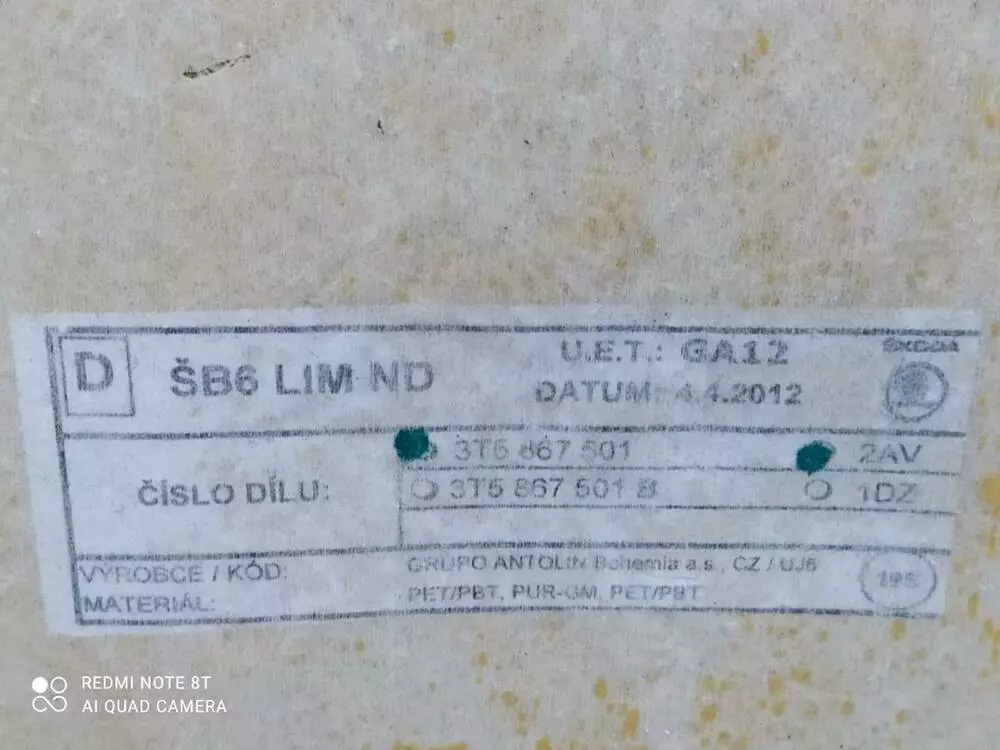 D
ŠB6 LIM ND
U.E.T.: GA12
DATUM: 4.4.2012
ŠKODA
ČÍSLO DÍLU:
3T5 867 501
2AV
3T5 867 501 B
1DZ
VÝROBCE / KÓD:
GRUPO ANTOLIN Bohemia a.s., CZ / UJ5
MATERIÁL:
PET/PBT, PUR-GM, PET/PBT
REDMI NOTE 8T
AI QUAD CAMERA